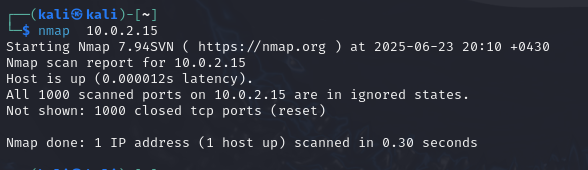 ┌──(kali㉿kali)-[~]
└─$ nmap  10.0.2.15
Starting Nmap 7.94SVN ( https://nmap.org ) at 2025-06-23 20:10 +0430
Nmap scan report for 10.0.2.15
Host is up (0.000012s latency).
All 1000 scanned ports on 10.0.2.15 are in ignored states.
Not shown: 1000 closed tcp ports (reset)
Nmap done: 1 IP address (1 host up) scanned in 0.30 seconds